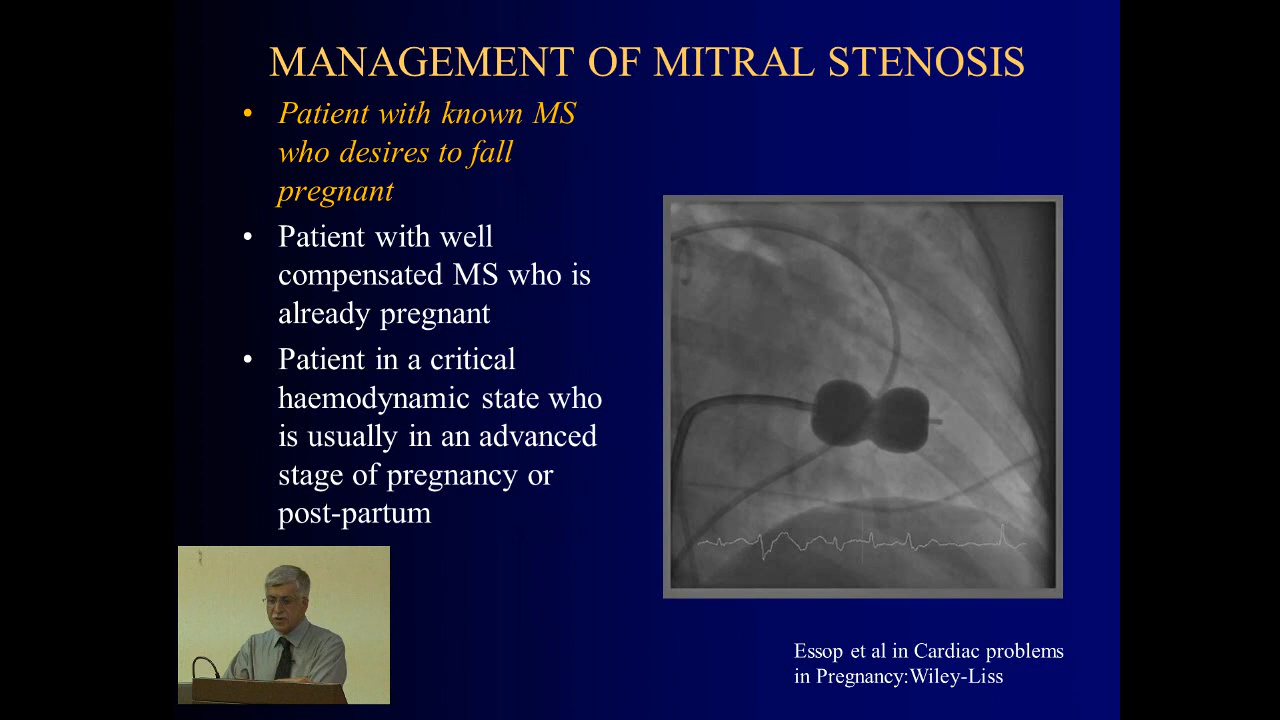 MANAGEMENT OF MITRAL STENOSIS
• Patient with known MS
who desires to fall
pregnant
• Patient with well
compensated MS who is
already pregnant
• Patient in a critical
haemodynamic state who
is usually in an advanced
stage of pregnancy or
post-partum
Essop et al in Cardiac problems
in Pregnancy:Wiley-Liss